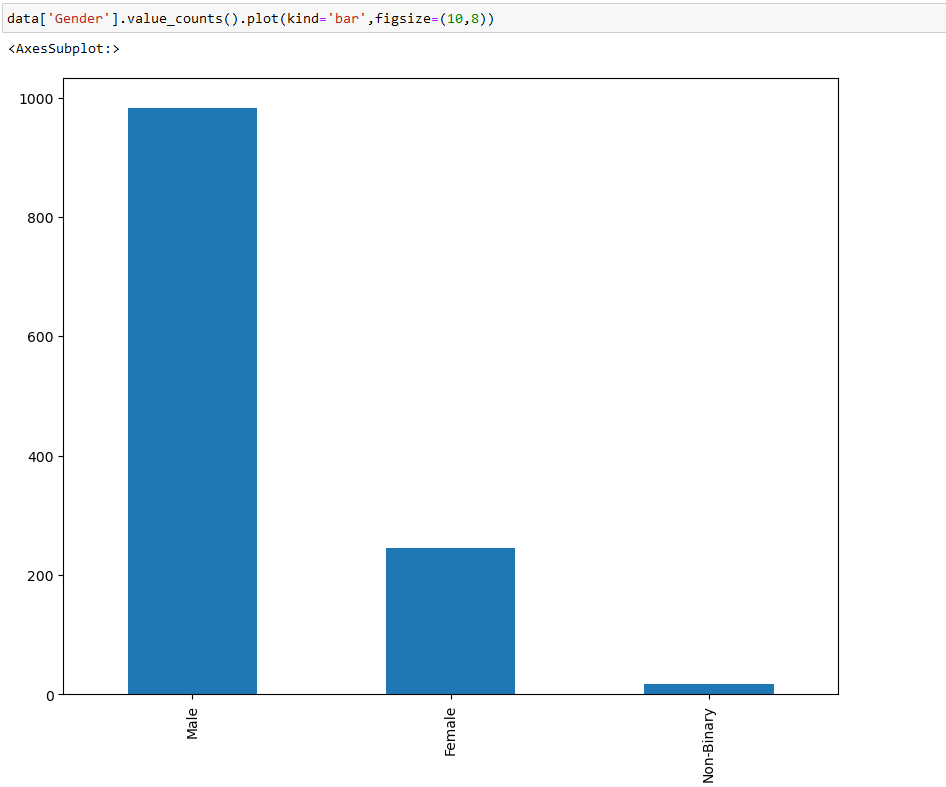 data['Gender'].value_counts().plot(kind='bar',figsize=(10,8))
<AxesSubplot:>
1000
800
600
400
200
0
Male
Female
Non-Binary